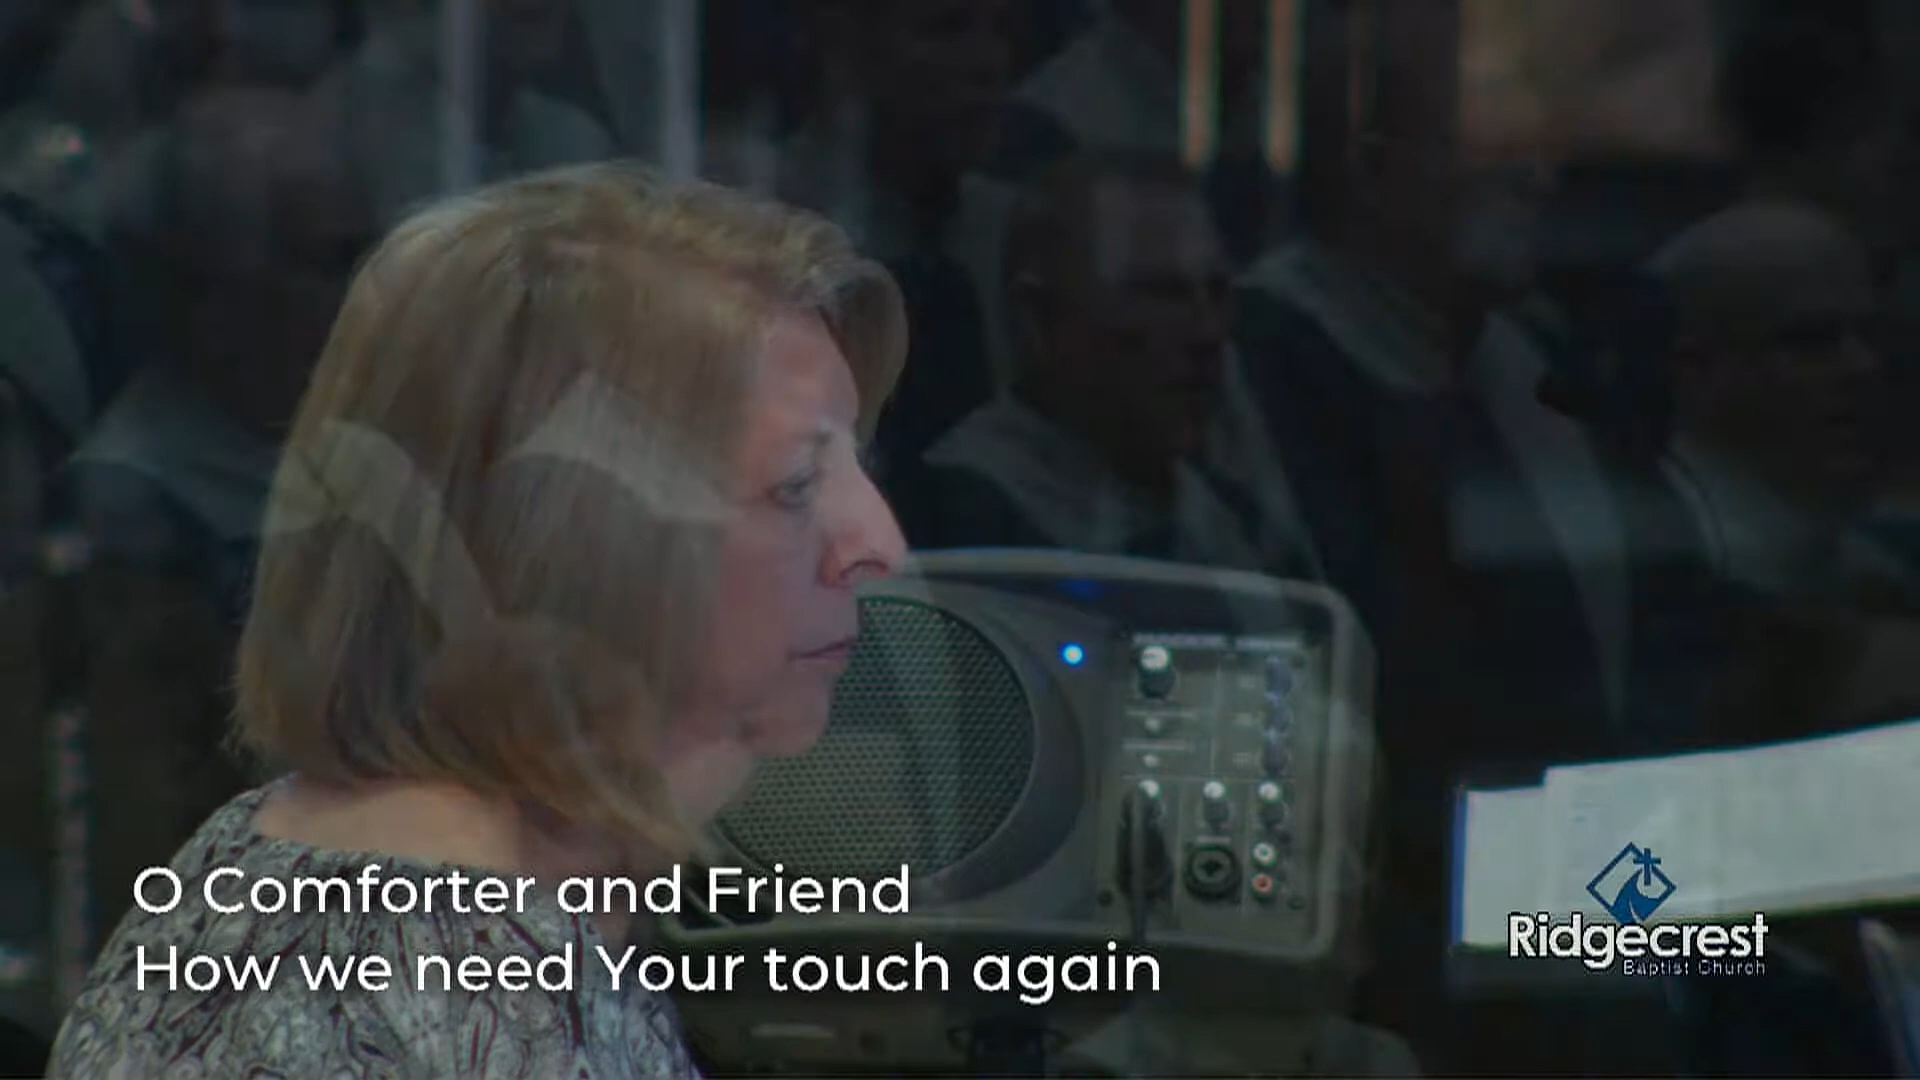 O Comforter and Friend
How we need Your touch again
Ridgecrest
Baptist Church